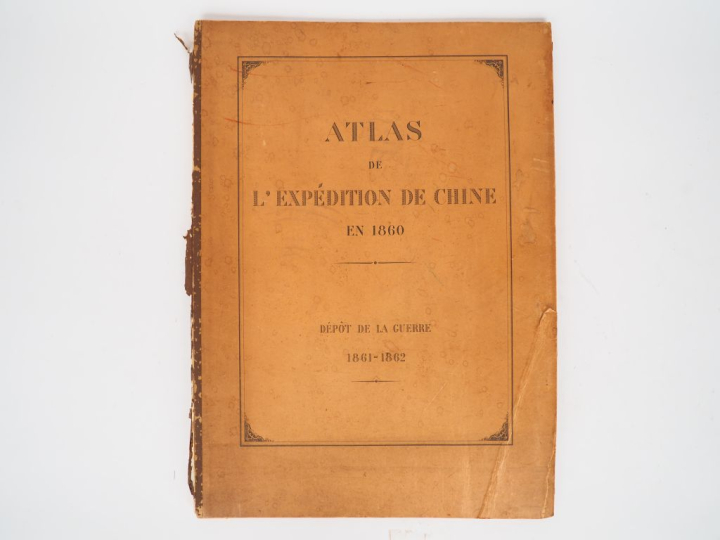 ATLAS
DE
L'EXPÉDITION DE CHINE
EN 1860
DÉPÔT DE LA GUERRE
1861-1862